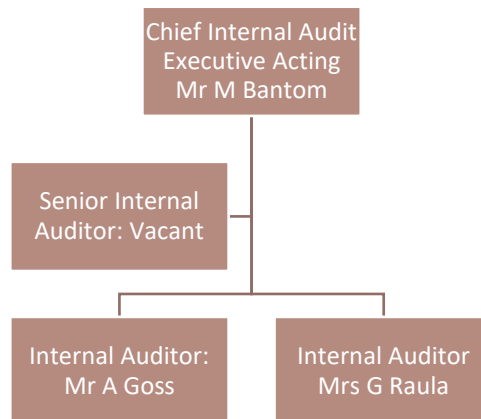 Chief Internal Audit
Executive Acting
Mr M Bantom
Senior Internal
Auditor: Vacant
Internal Auditor:
Mr A Goss
Internal Auditor
Mrs G Raula